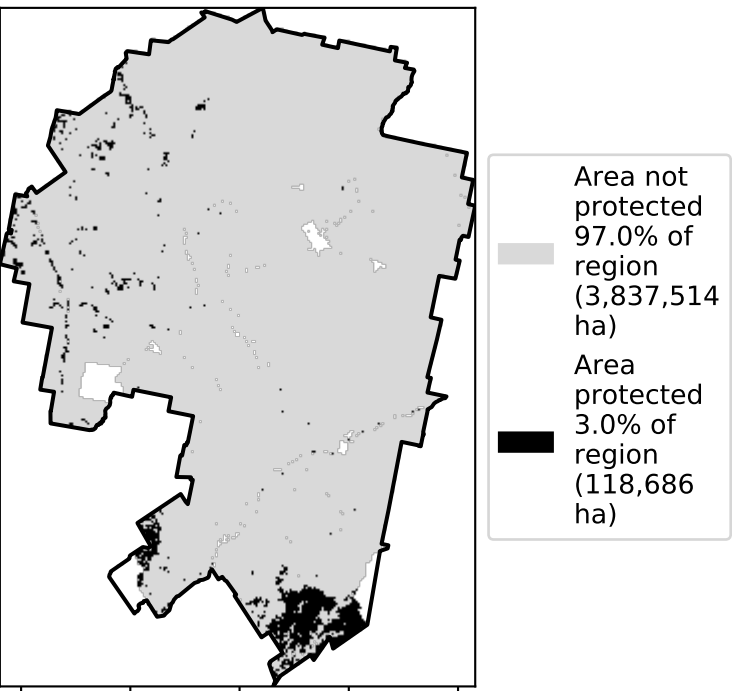 Area not
protected
97.0% of
region
(3,837,514
ha)
Area
protected
3.0% of
region
(118,686
ha)